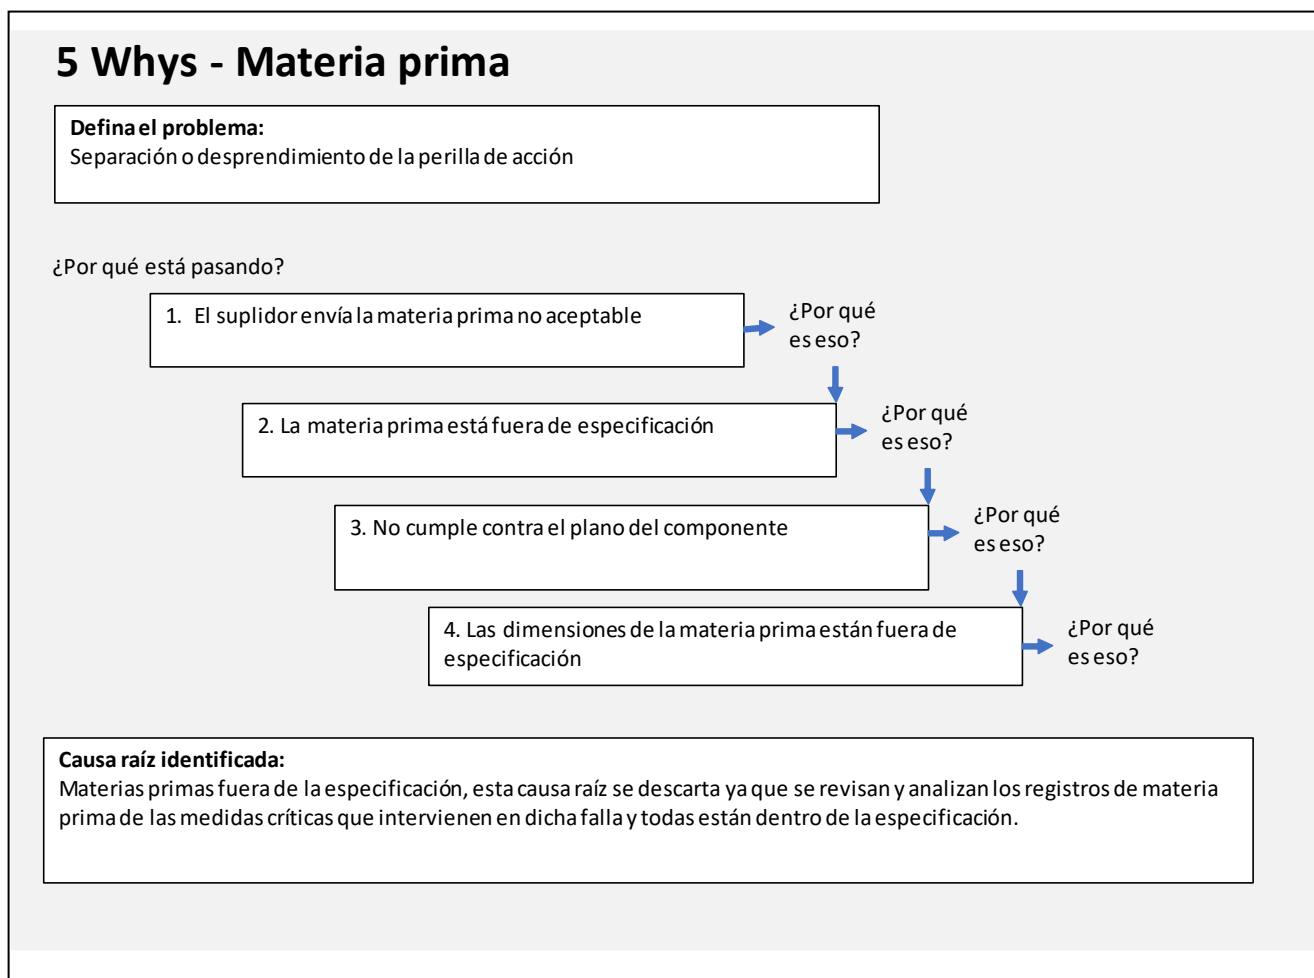 5 Whys - Materia prima
Defina el problema:
Separación o desprendimiento de la perilla de acción
¿Por qué está pasando?
1. El suplidor envía la materia prima no aceptable
¿Por qué
es eso?
2. La materia prima está fuera de especificación
¿Por qué
es eso?
3. No cumple contra el plano del componente
¿Por qué
es eso?
4. Las dimensiones de la materia prima están fuera de
especificación
¿Por qué
es eso?
Causa raíz identificada:
Materias primas fuera de la especificación, esta causa raíz se descarta ya que se revisan y analizan los registros de materia
prima de las medidas críticas que intervienen en dicha falla y todas están dentro de la especificación.